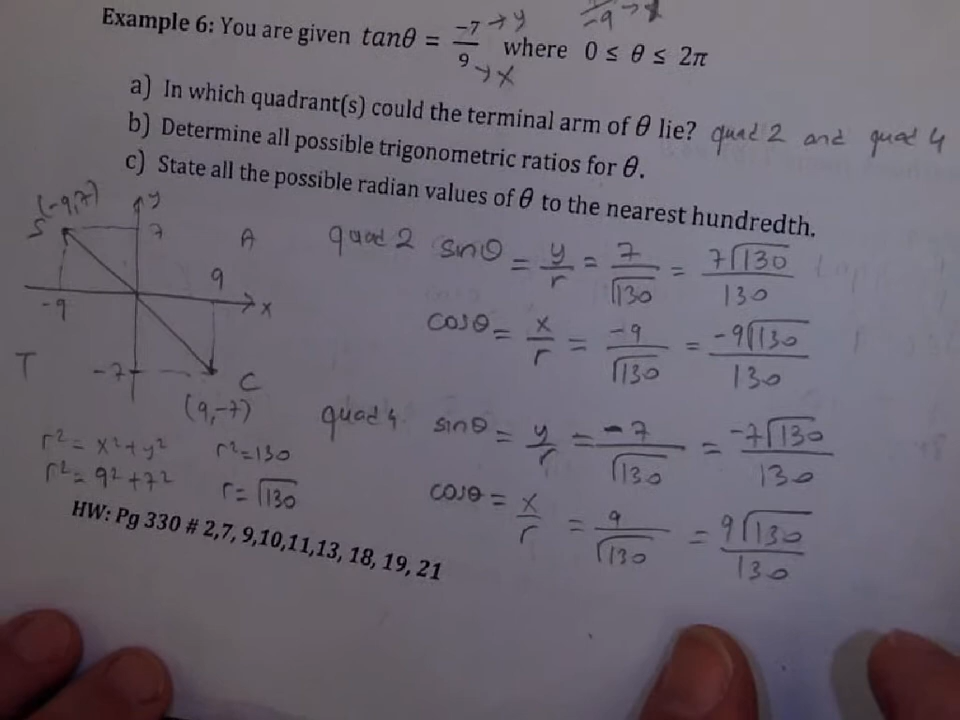 -9 → x
Example 6: You are given tanθ = -7/9 where 0 ≤ θ ≤ 2π
→ y
→ x
a) In which quadrant(s) could the terminal arm of θ lie? quad 2 and quad 4
b) Determine all possible trigonometric ratios for θ.
c) State all the possible radian values of θ to the nearest hundredth.
(-9,7)
y
S
7
A
9
-9
x
T
-7
C
(9,-7)
quad 2 sinθ = y/r = 7/√130 = 7√130/130
cosθ = x/r = -9/√130 = -9√130/130
quad 4 sinθ = y/r = -7/√130 = -7√130/130
cosθ = x/r = 9/√130 = 9√130/130
r² = x² + y² r² = 130
r² = 9² + 7² r = √130
HW: Pg 330 # 2,7, 9,10,11,13, 18, 19, 21